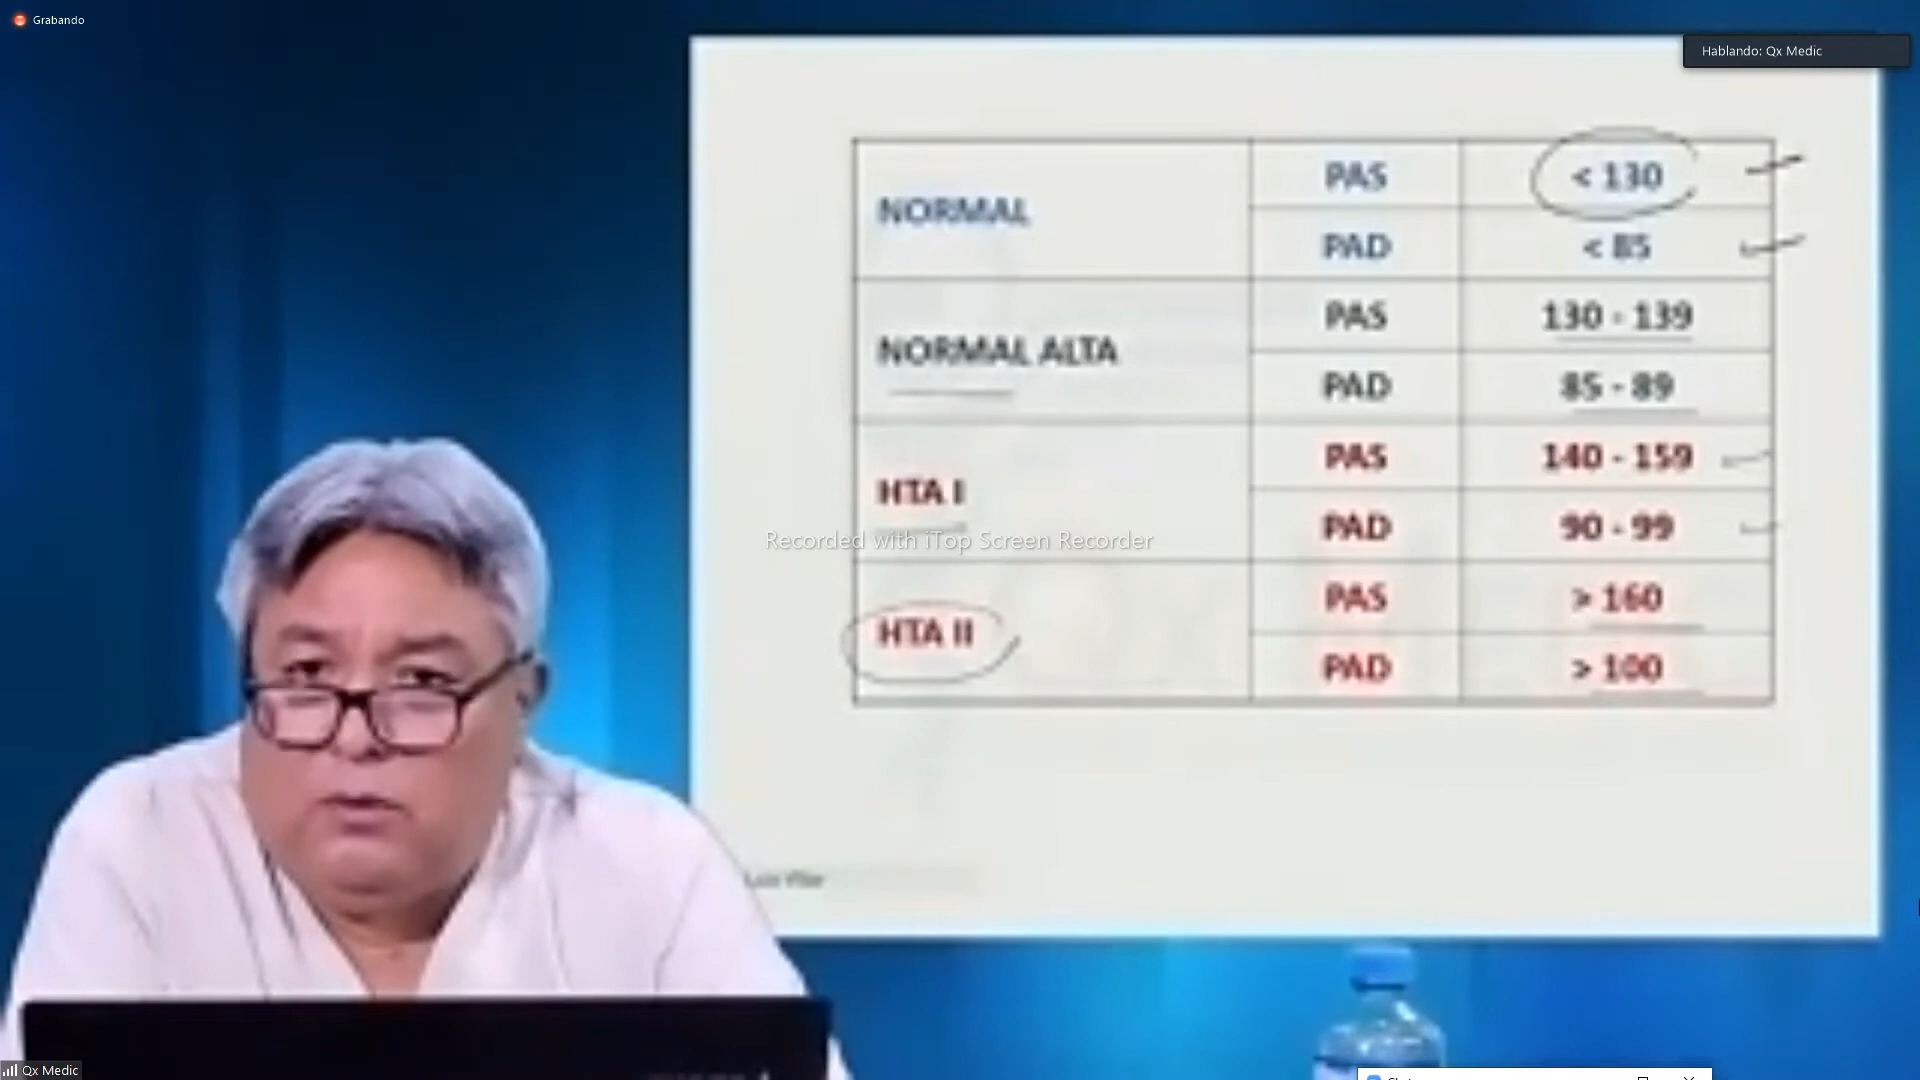 Grabando
Hablando: Qx Medic
NORMAL PAS < 130
PAD < 85
NORMAL ALTA PAS 130 - 139
PAD 85 - 89
HTA I PAS 140 - 159
PAD 90 - 99
HTA II PAS > 160
PAD > 100
Recorded with iTop Screen Recorder
Qx Medic